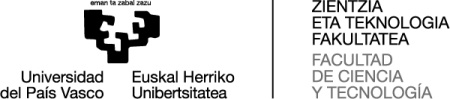 eman ta zabal zazu
Universidad
del País Vasco
Euskal Herriko
Unibertsitatea
ZIENTZIA
ETA TEKNOLOGIA
FAKULTATEA
FACULTAD
DE CIENCIA
Y TECNOLOGÍA